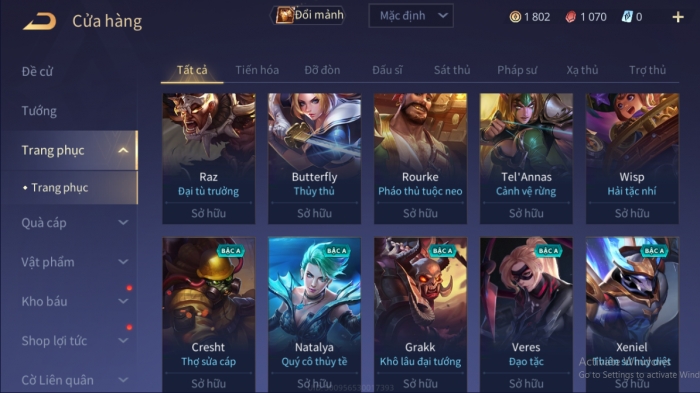 Cửa hàng
Đổi mảnh
Mặc định
1 802
1 070
0
Đề cử
Tướng
Trang phục
• Trang phục
Quà cáp
Vật phẩm
Kho báu
Shop lợi tức
Cờ Liên quân
Tất cả
Tiến hóa
Đỡ đòn
Đấu sĩ
Sát thủ
Pháp sư
Xạ thủ
Trợ thủ
Raz
Đại tù trưởng
Sở hữu
Butterfly
Thủy thủ
Sở hữu
Rourke
Pháo thủ tuộc neo
Sở hữu
Tel'Annas
Cảnh vệ rừng
Sở hữu
Wisp
Hải tặc nhí
Sở hữu
BẬC A
Cresht
Thợ sửa cáp
Sở hữu
BẬC A
Natalya
Quý cô thủy tề
Sở hữu
BẬC A
Grakk
Khô lâu đại tướng
Sở hữu
BẬC A
Veres
Đạo tặc
Sở hữu
BẬC A
Xeniel
Thiên sứ hủy diệt
Sở hữu
Activate Windows
Go to Settings to activate Wind